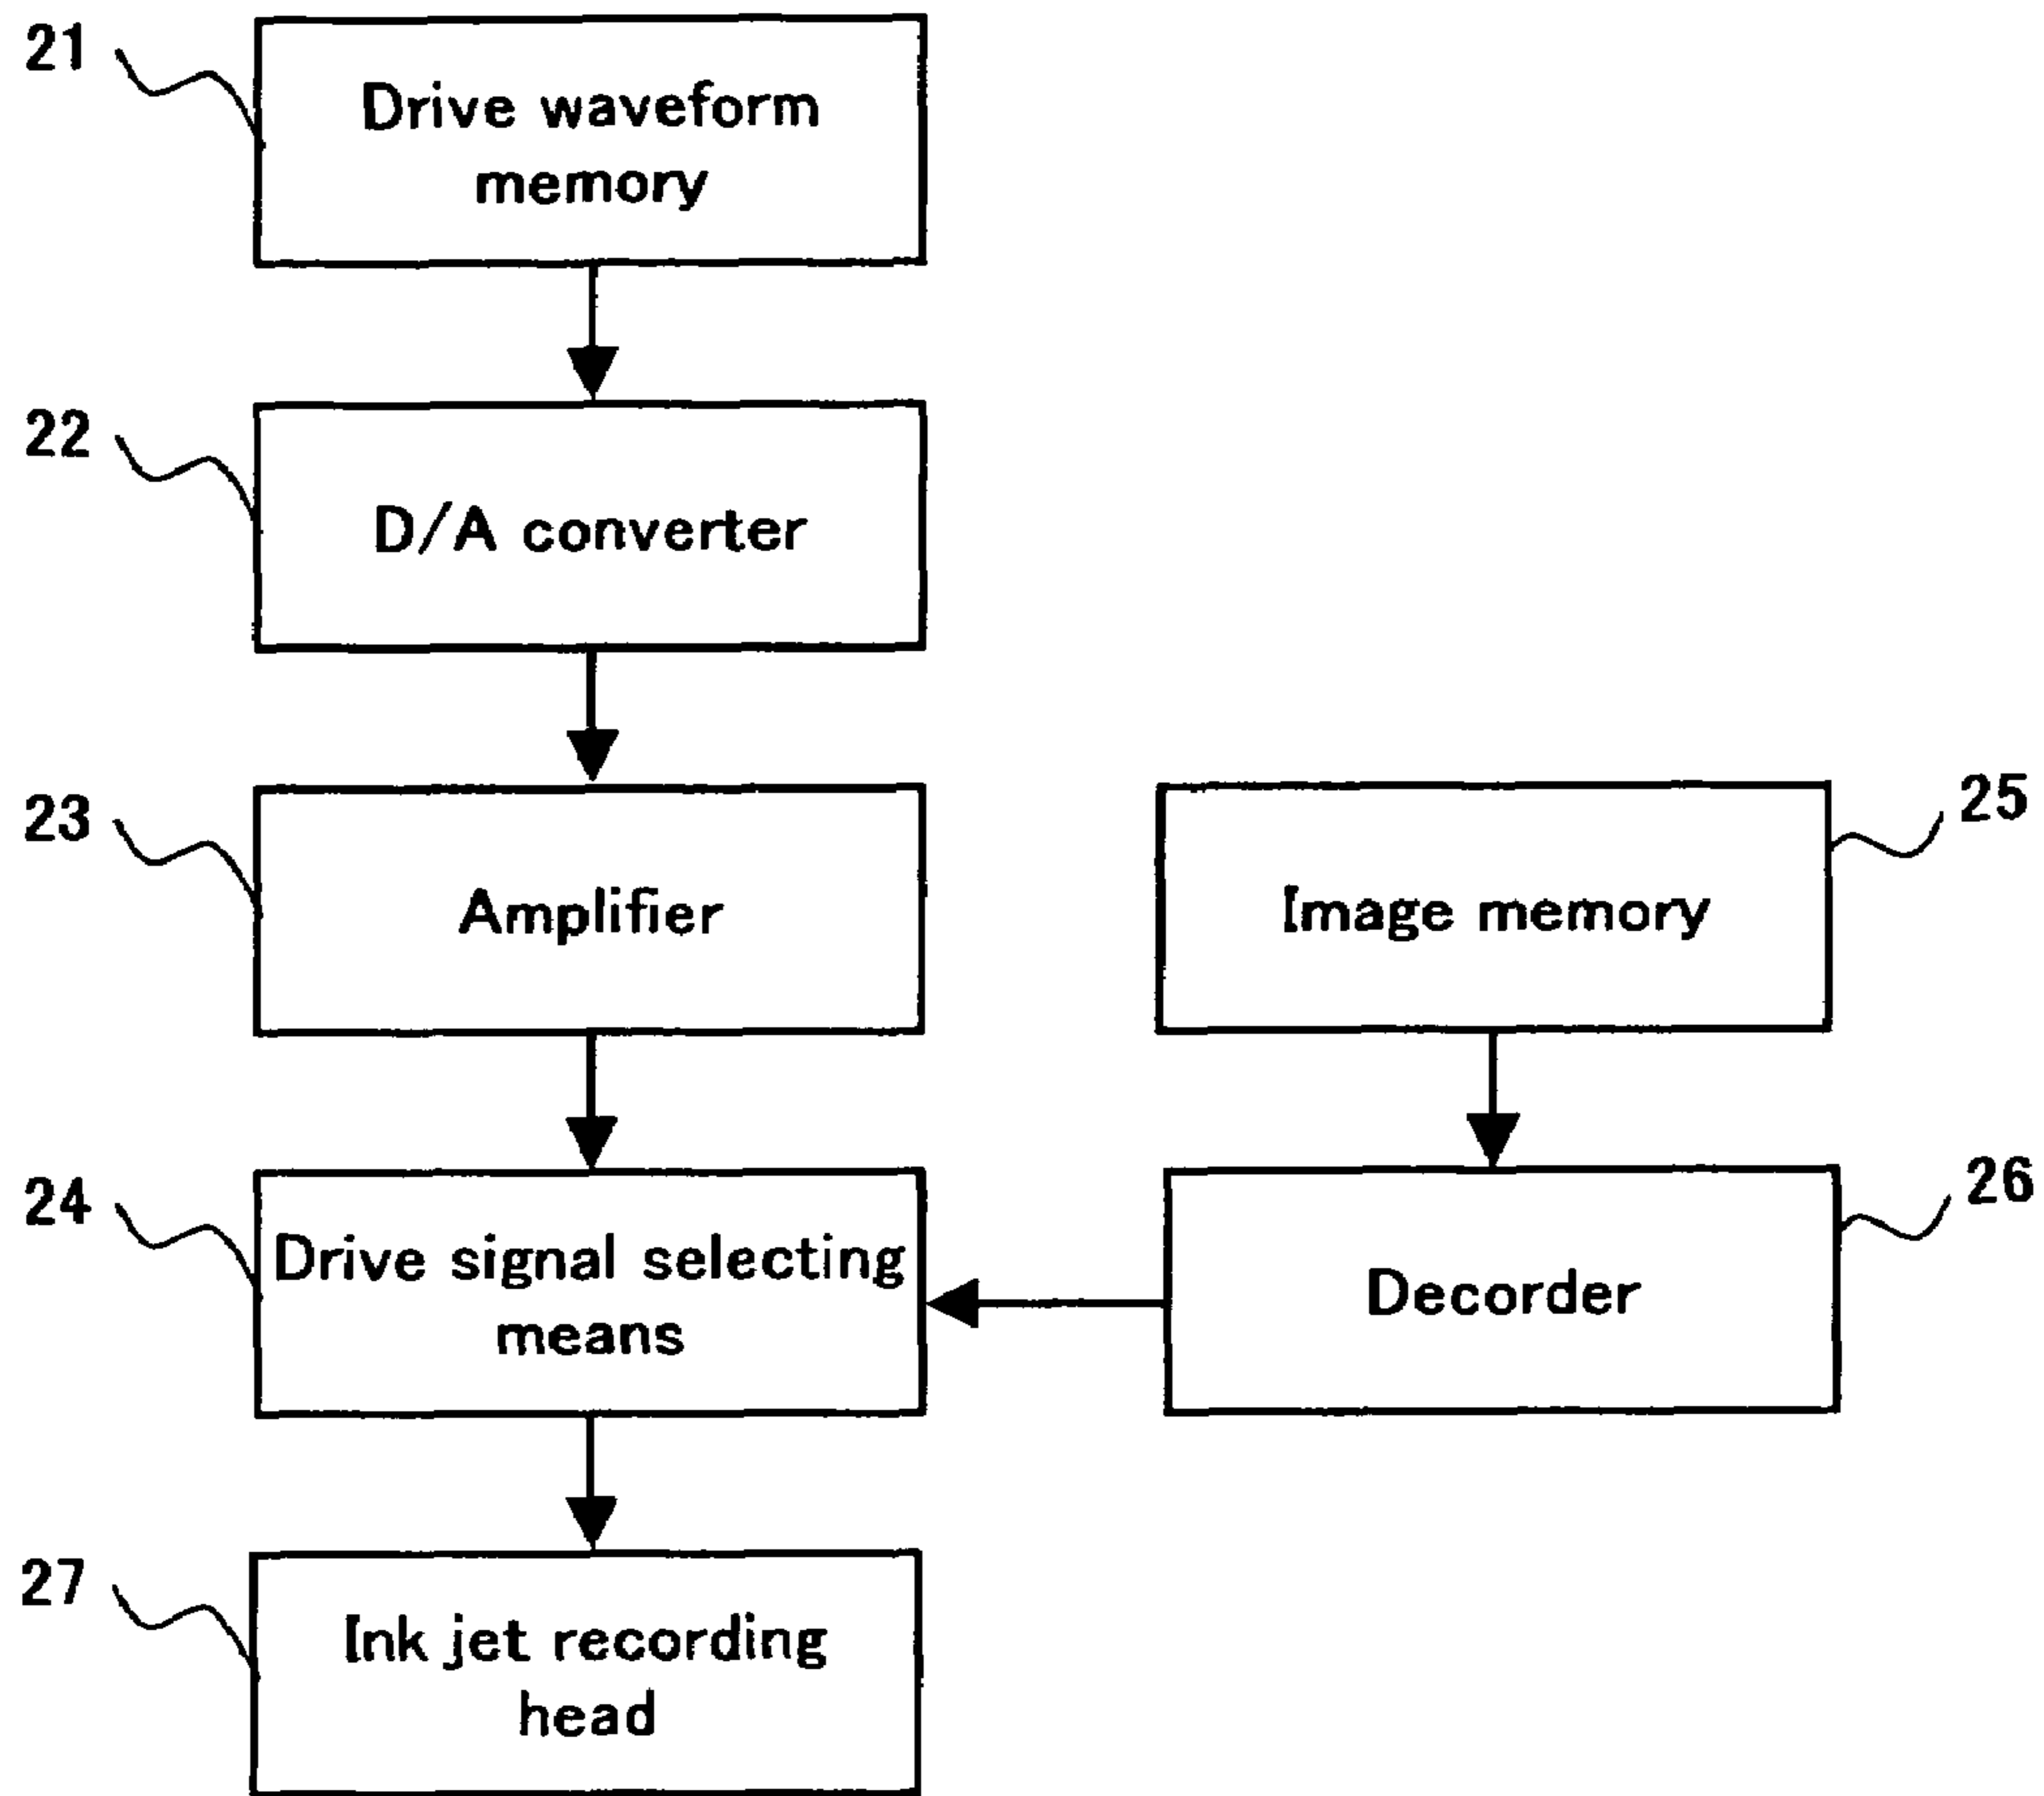 21
Drive waveform
memory
22
D/A converter
23
Amplifier
25
Image memory
24
Drive signal selecting
means
26
Decorder
27
Ink jet recording
head